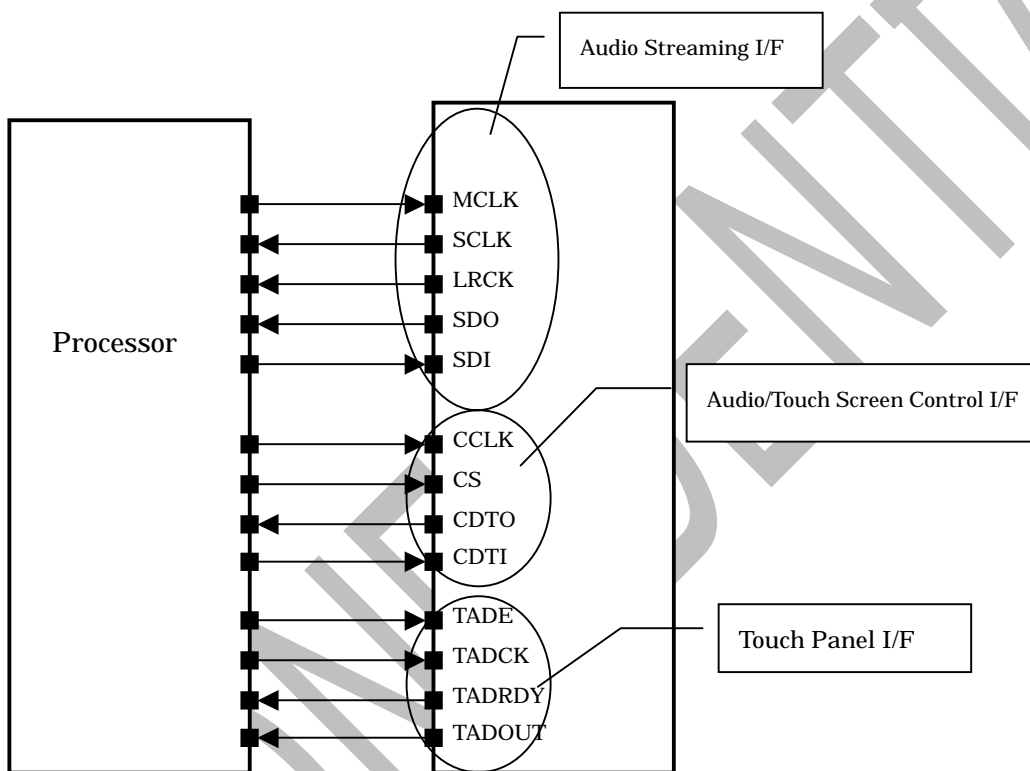 Audio Streaming I/F
MCLK
SCLK
LRCK
SDO
SDI
Processor
Audio/Touch Screen Control I/F
CCLK
CS
CDTO
CDTI
TADE
TADCK
TADRDY
TADOUT
Touch Panel I/F